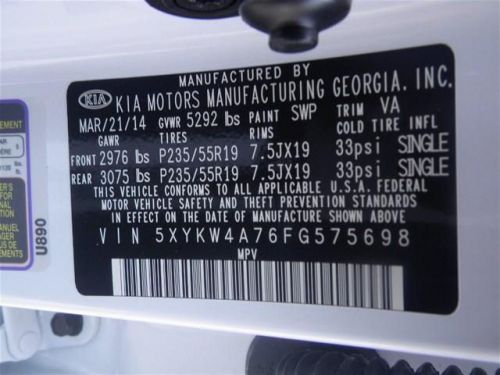 MANUFACTURED BY
KIA KIA MOTORS MANUFACTURING GEORGIA, INC.
MAR/21/14 GVWR 5292 lbs PAINT SWP TRIM VA
GAWR TIRES RIMS COLD TIRE INFL
FRONT 2976 lbs P235/55R19 7.5JX19 33psi SINGLE
REAR 3075 lbs P235/55R19 7.5JX19 33psi SINGLE
THIS VEHICLE CONFORMS TO ALL APPLICABLE U.S.A. FEDERAL
MOTOR VEHICLE SAFETY AND THEFT PREVENTION STANDARDS
IN EFFECT ON THE DATE OF MANUFACTURE SHOWN ABOVE
VIN 5XYKW4A76FG575698
MPV
U890